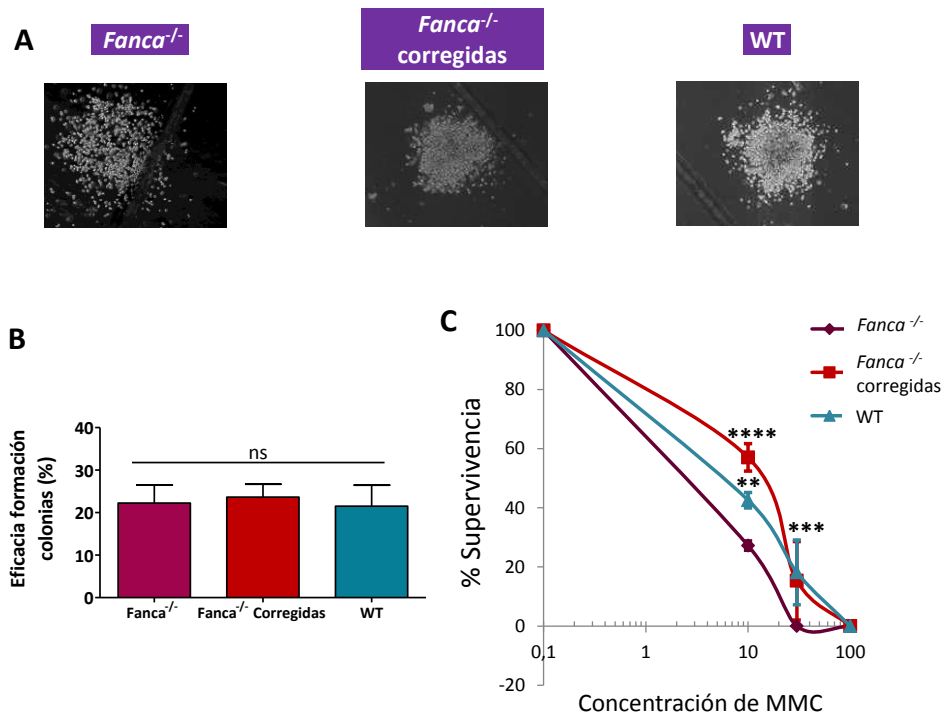 A
Fanca-/-
Fanca-/-
corregidas
WT
B
Eficacia formación
colonias (%)
40
30
20
10
0
ns
Fanca-/-
Fanca-/- Corregidas
WT
C
% Supervivencia
100
80
60
40
20
0
-20
0,1
1
10
100
****
**
***
Concentración de MMC
Fanca -/-
Fanca -/-
corregidas
WT